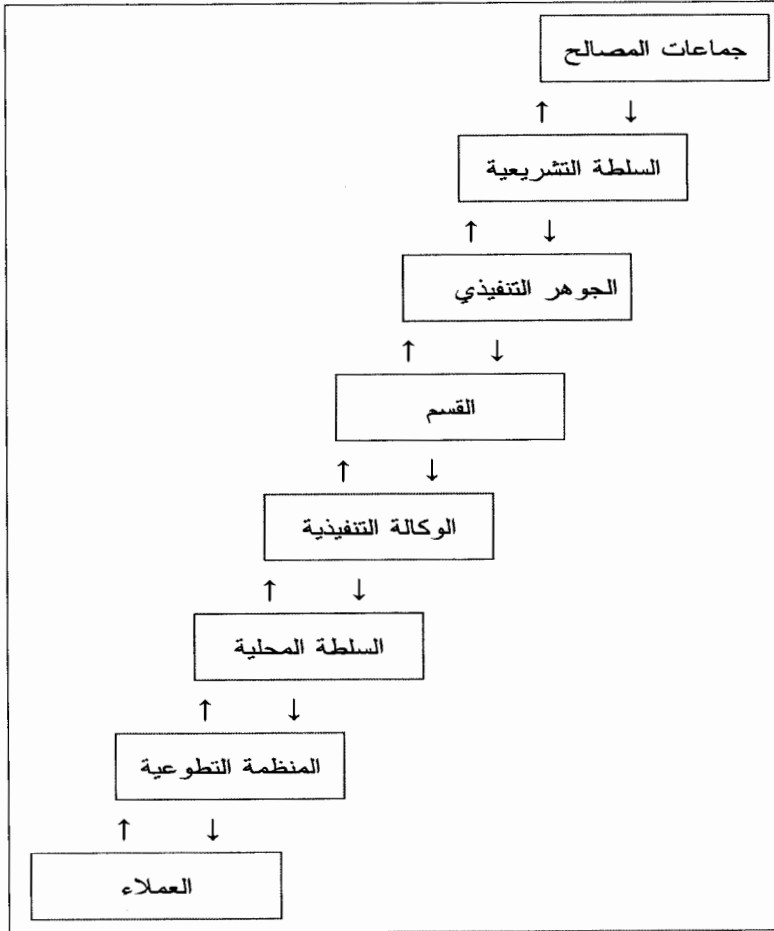 جماعات المصالح
↑ ↓
السلطة التشريعية
↑ ↓
الجوهر التنفيذي
↑ ↓
القسم
↑ ↓
الوكالة التنفيذية
↑ ↓
السلطة المحلية
↑ ↓
المنظمة التطوعية
↑ ↓
العملاء